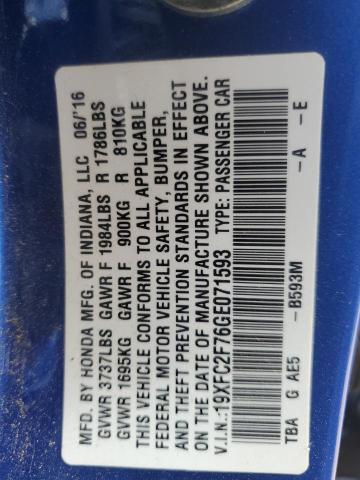 MFD. BY HONDA MFG. OF INDIANA, LLC 06/'16
GVWR 3737LBS GAWR F 1984LBS R 1786LBS
GVWR 1695KG GAWR F 900KG R 810KG
THIS VEHICLE CONFORMS TO ALL APPLICABLE
FEDERAL MOTOR VEHICLE SAFETY, BUMPER,
AND THEFT PREVENTION STANDARDS IN EFFECT
ON THE DATE OF MANUFACTURE SHOWN ABOVE.
V.I.N.:19XFC2F76GE071593 TYPE: PASSENGER CAR
TBA G AE5 -B593M -A -E